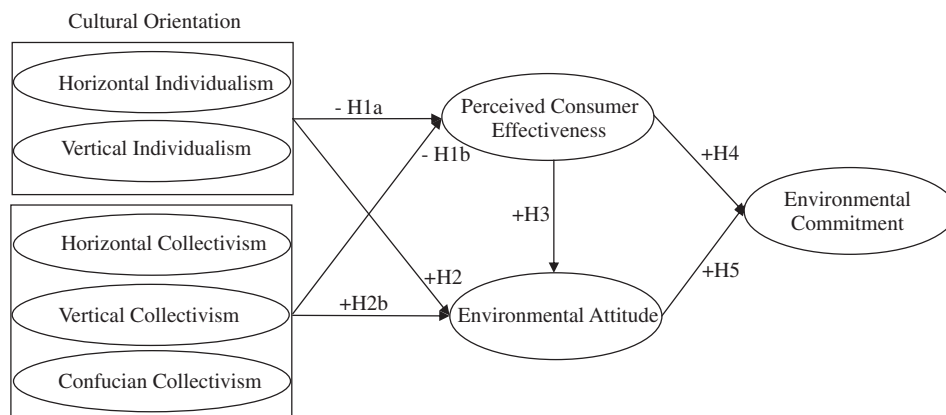 Cultural Orientation
Horizontal Individualism
Vertical Individualism
Horizontal Collectivism
Vertical Collectivism
Confucian Collectivism
- H1a
- H1b
+H2
+H2b
Perceived Consumer
Effectiveness
+H3
Environmental Attitude
+H4
+H5
Environmental
Commitment